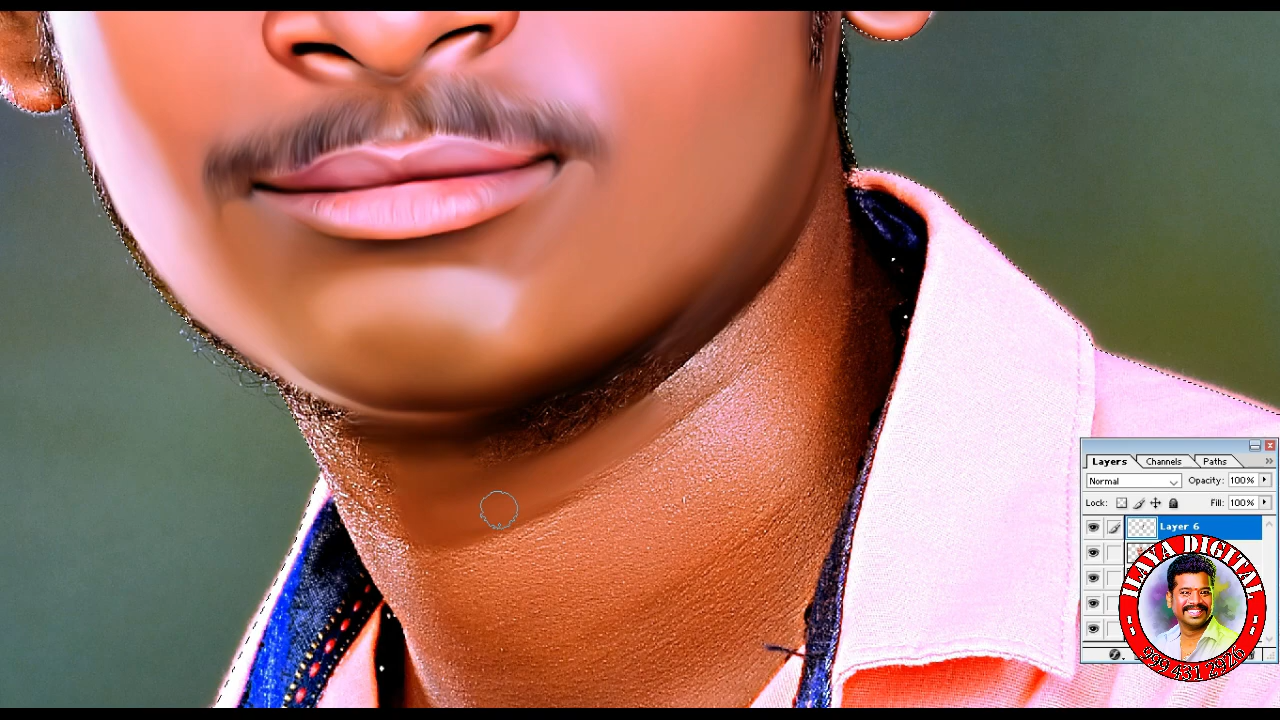 Layers Channels Paths
Normal Opacity: 100%
Lock: Fill: 100%
Layer 6
ILAYA DIGITAL